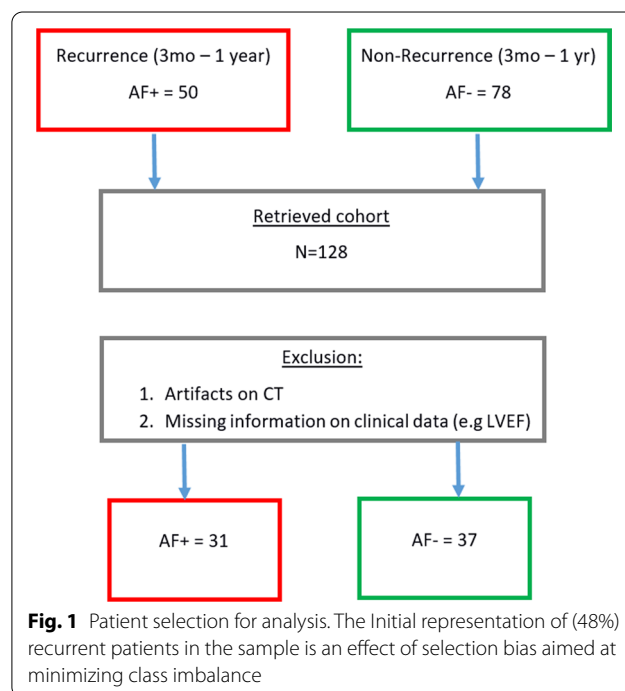 Recurrence (3mo – 1 year)
AF+ = 50
Non-Recurrence (3mo – 1 yr)
AF- = 78
Retrieved cohort
N=128
Exclusion:
1. Artifacts on CT
2. Missing information on clinical data (e.g LVEF)
AF+ = 31
AF- = 37
Fig. 1 Patient selection for analysis. The Initial representation of (48%)
recurrent patients in the sample is an effect of selection bias aimed at
minimizing class imbalance